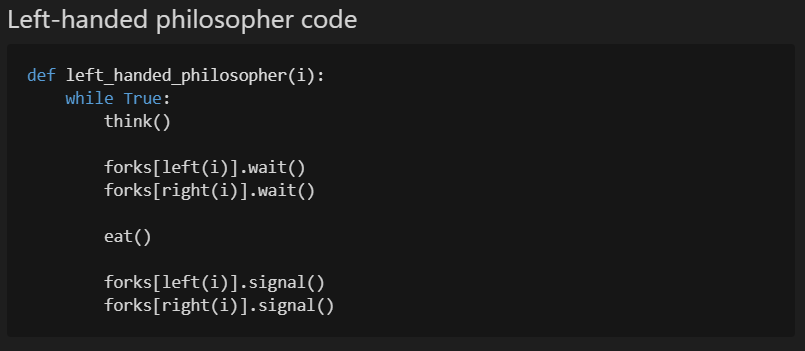 Left-handed philosopher code
def left_handed_philosopher(i):
while True:
think()
forks[left(i)].wait()
forks[right(i)].wait()
eat()
forks[left(i)].signal()
forks[right(i)].signal()